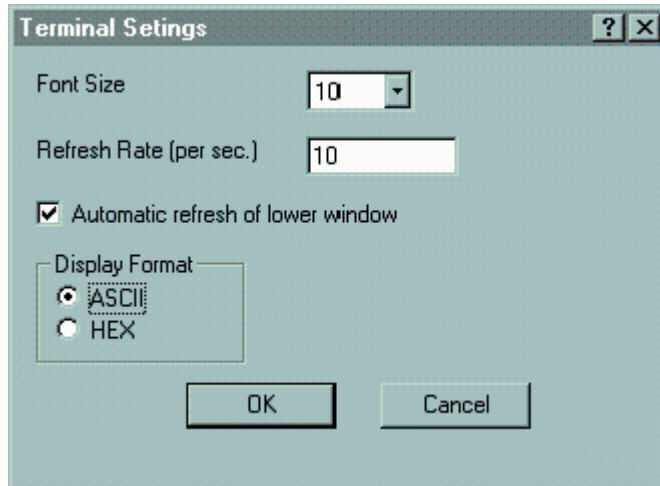 Terminal Setings
Font Size 10
Refresh Rate (per sec.) 10
Automatic refresh of lower window
Display Format
ASCII
HEX
OK Cancel